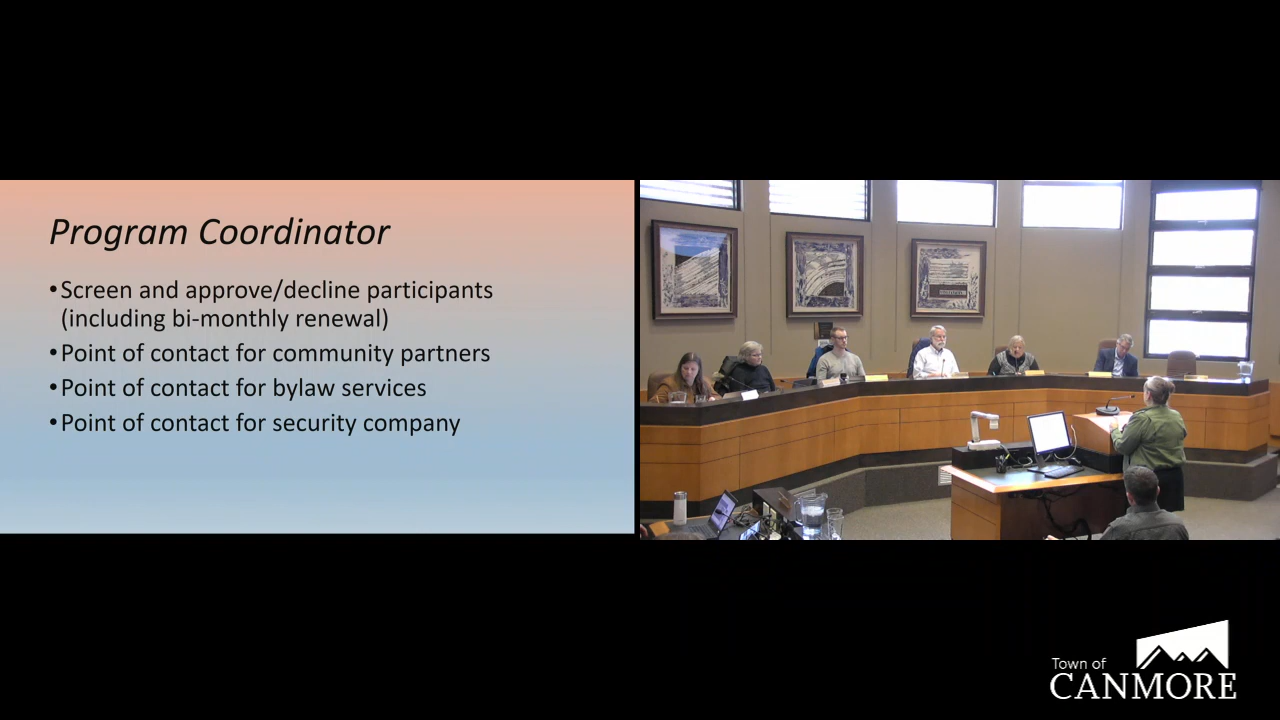 Program Coordinator
•Screen and approve/decline participants
(including bi-monthly renewal)
•Point of contact for community partners
•Point of contact for bylaw services
•Point of contact for security company
Town of
CANMORE